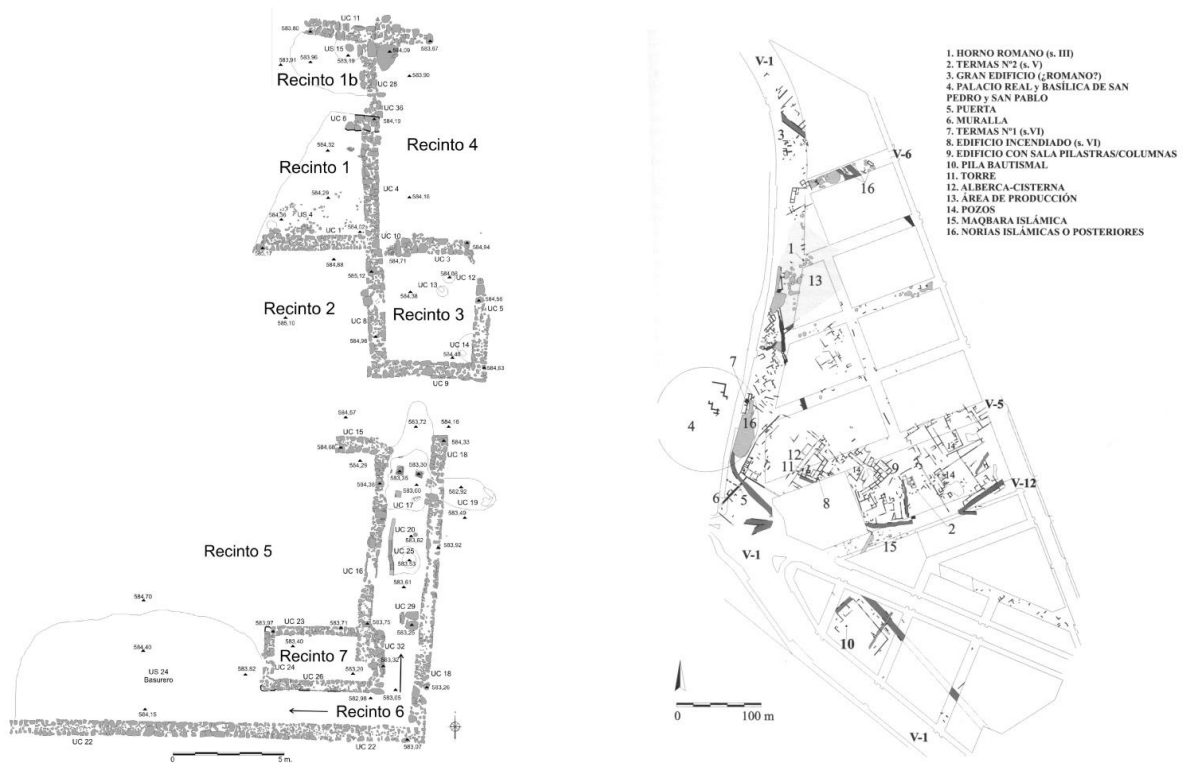 UC 11
583,80
583,67
584,09
US 15
583,96
583,91
585,19
Recinto 1b
583,90
UC 28
UC 36
UC 6
584,19
Recinto 4
584,32
Recinto 1
584,29
UC 4
584,15
584,36
US 4
UC 1
584,02
UC 10
584,94
584,71
UC 3
584,88
585,12
UC 12
UC 13
584,38
584,56
UC 5
Recinto 2
Recinto 3
585,10
UC 8
584,98
UC 14
584,48
584,63
UC 9
584,57
583,72
584,16
UC 15
584,68
584,33
UC 18
584,29
583,30
584,38
583,35
583,00
582,92
UC 17
UC 19
583,49
UC 20
583,62
583,92
Recinto 5
UC 25
583,53
UC 16
583,61
584,70
UC 29
583,97
UC 23
583,71
583,75
583,25
584,40
583,40
Recinto 7
UC 32
US 24
Basurero
583,82
UC 24
583,20
583,32
UC 26
UC 18
583,26
582,98
583,05
584,15
Recinto 6
UC 22
UC 22
583,07
0 5 m.
V-1
3
V-6
16
1
13
7
4
16
V-5
12
11
9
14
14
6
5
8
V-12
2
15
V-1
10
0 100 m
V-1
1. HORNO ROMANO (s. III)
2. TERMAS Nº2 (s. V)
3. GRAN EDIFICIO (¿ROMANO?)
4. PALACIO REAL y BASÍLICA DE SAN
PEDRO y SAN PABLO
5. PUERTA
6. MURALLA
7. TERMAS Nº1 (s.VI)
8. EDIFICIO INCENDIADO (s. VI)
9. EDIFICIO CON SALA PILASTRAS/COLUMNAS
10. PILA BAUTISMAL
11. TORRE
12. ALBERCA-CISTERNA
13. ÁREA DE PRODUCCIÓN
14. POZOS
15. MAQBARA ISLÁMICA
16. NORIAS ISLÁMICAS O POSTERIORES